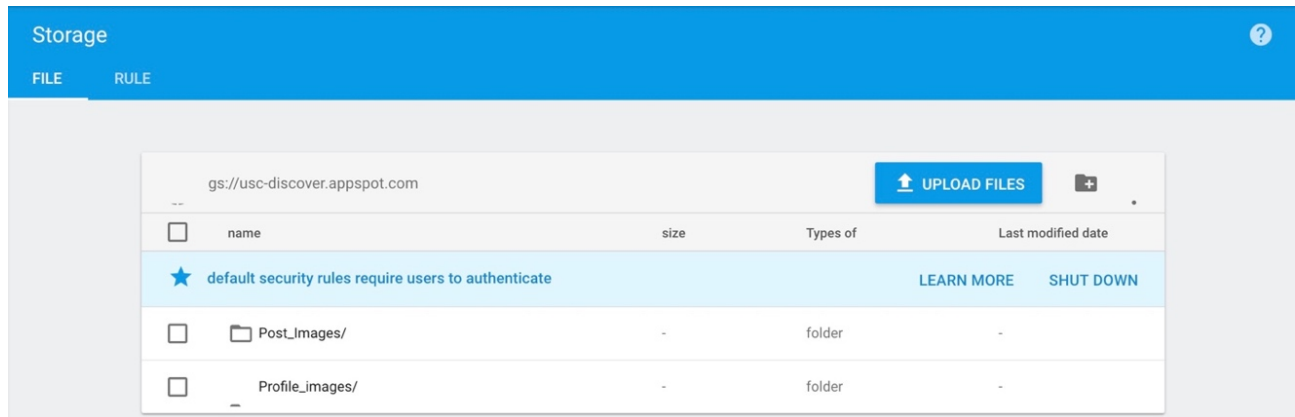 Storage
FILE RULE
gs://usc-discover.appspot.com UPLOAD FILES
name size Types of Last modified date
default security rules require users to authenticate LEARN MORE SHUT DOWN
Post_Images/ - folder -
Profile_images/ - folder -